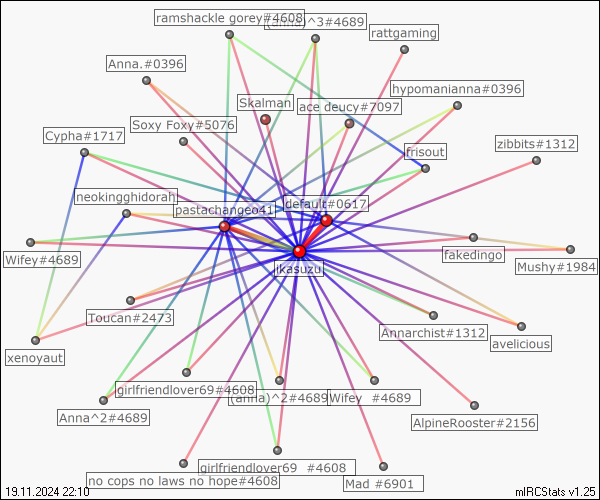 ramshackle gorey#4608
(anna)^3#4689
rattgaming
Anna.#0396
hypomanianna#0396
Skalman
ace deucy#7097
Soxy Foxy#5076
Cypha#1717
zibbits#1312
frisout
neokingghidorah
default#0617
pastachangeo41
jkasuzu
fakedingo
Wifey#4689
Mushy#1984
Toucan#2473
Annarchist#1312
avelicious
xenoyaut
girlfriendlover69#4608
(anna)^2#4689
Wifey #4689
Anna^2#4689
AlpineRooster#2156
girlfriendlover69 #4608
no cops no laws no hope#4608
Mad #6901
19.11.2024 22:10
mIRCStats v1.25